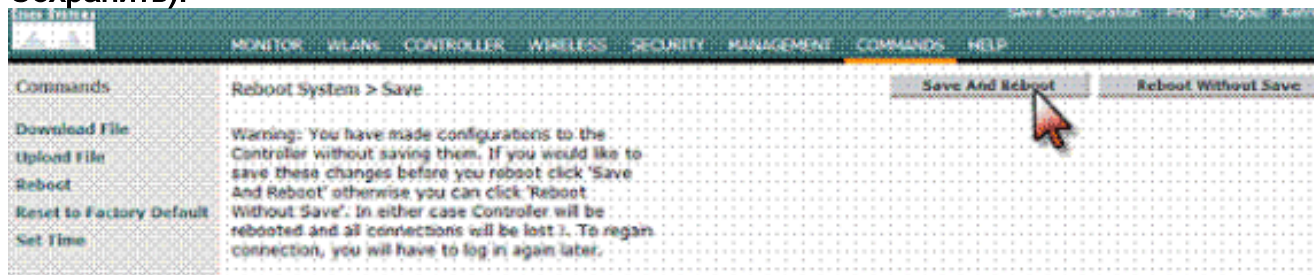 Сохранить).
Cisco Systems
Save Configuration Ping Logout
MONITOR WLANs CONTROLLER WIRELESS SECURITY MANAGEMENT COMMANDS HELP
Commands
Download File
Upload File
Reboot
Reset to Factory Default
Set Time
Reboot System > Save
Save And Reboot
Reboot Without Save
Warning: You have made configurations to the
Controller without saving them. If you would like to
save these changes before you reboot click 'Save
And Reboot' otherwise you can click 'Reboot
Without Save'. In either case Controller will be
rebooted and all connections will be lost !. To regain
connection, you will have to log in again later.